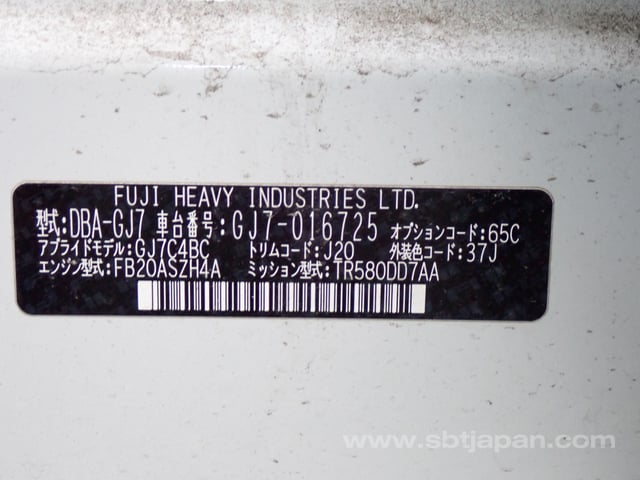 FUJI HEAVY INDUSTRIES LTD.
型式:DBA-GJ7 車台番号:GJ7-016725 オプションコード:65C
アプライドモデル:GJ7C4BC トリムコード:J20 外装色コード:37J
エンジン型式:FB20ASZH4A ミッション型式:TR580DD7AA
www.sbtjapan.com